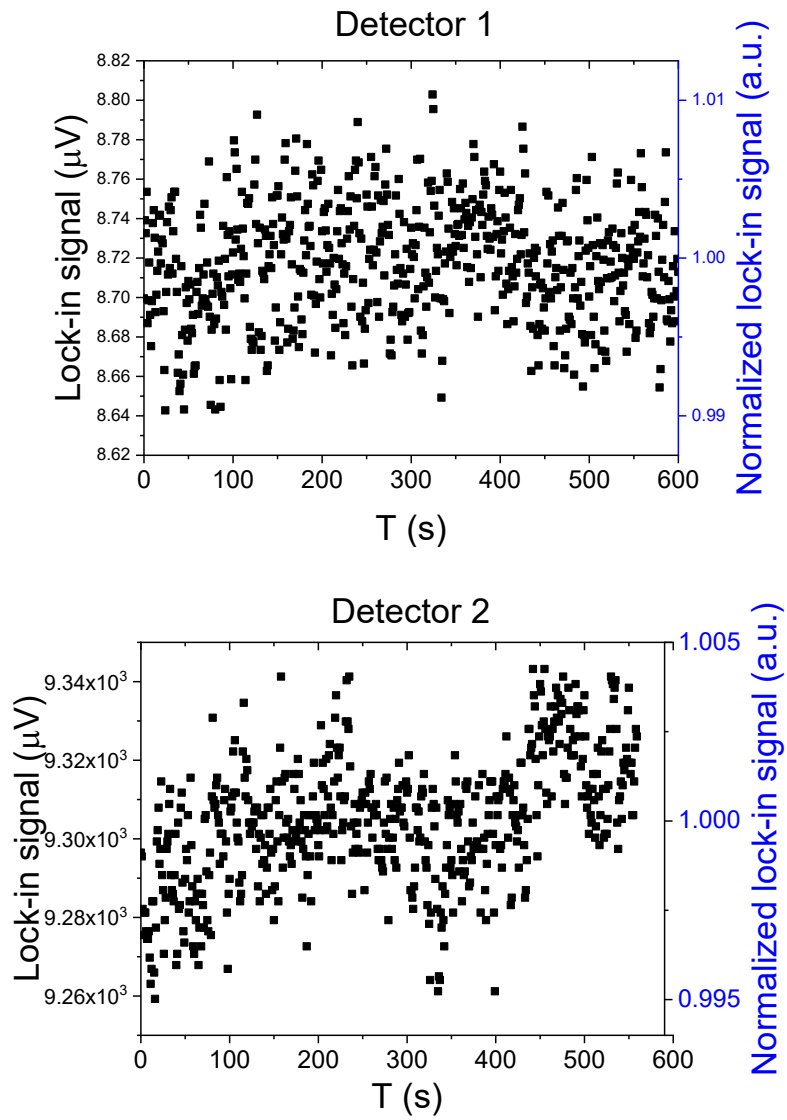 Detector 1
Lock-in signal (μV)
8.82
8.80
8.78
8.76
8.74
8.72
8.70
8.68
8.66
8.64
8.62
0 100 200 300 400 500 600
T (s)
1.01
1.00
0.99
Normalized lock-in signal (a.u.)
Detector 2
Lock-in signal (μV)
9.34x10³
9.32x10³
9.30x10³
9.28x10³
9.26x10³
0 100 200 300 400 500 600
T (s)
1.005
1.000
0.995
Normalized lock-in signal (a.u.)